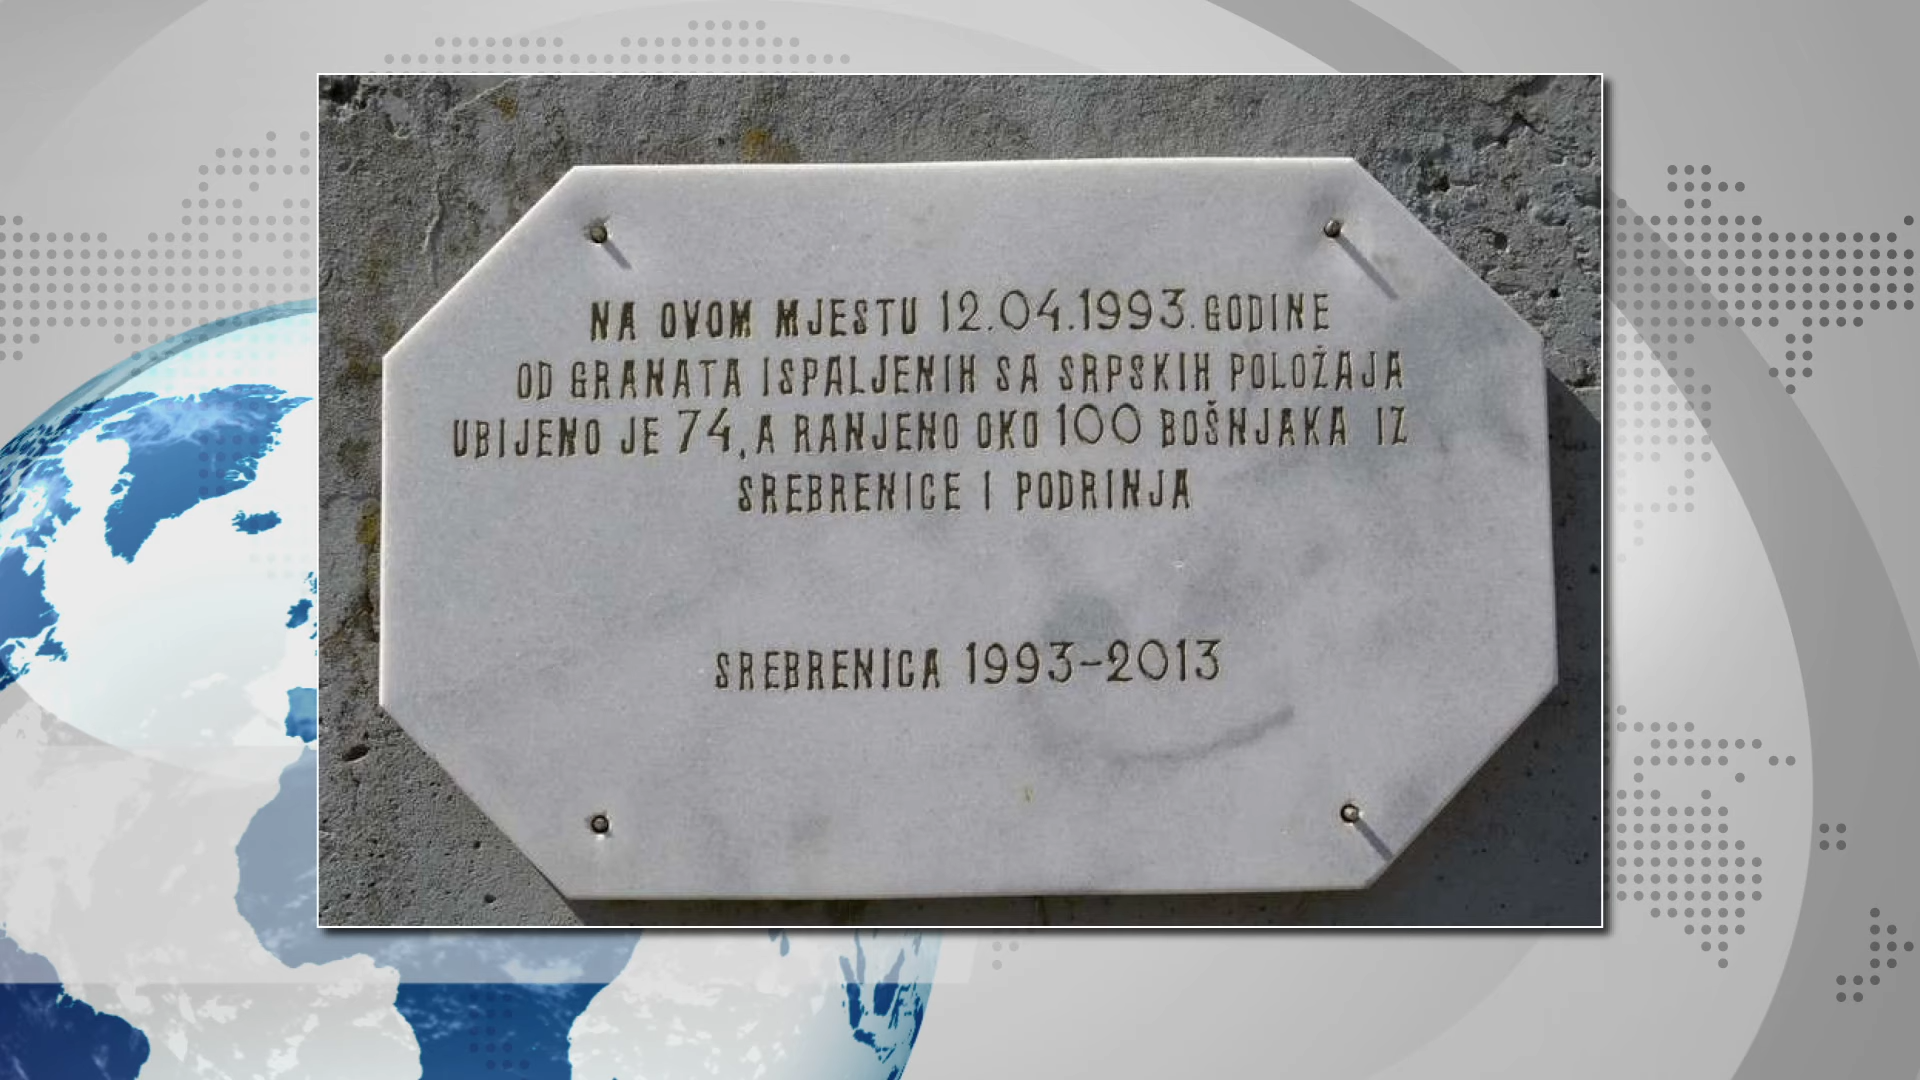 NA OVOM MJESTU 12.04.1993.GODINE
OD GRANATA ISPALJENIH SA SRPSKIH POLOŽAJA
UBIJENO JE 74, A RANJENO OKO 100 BOŠNJAKA IZ
SREBRENICE I PODRINJA
SREBRENICA 1993-2013